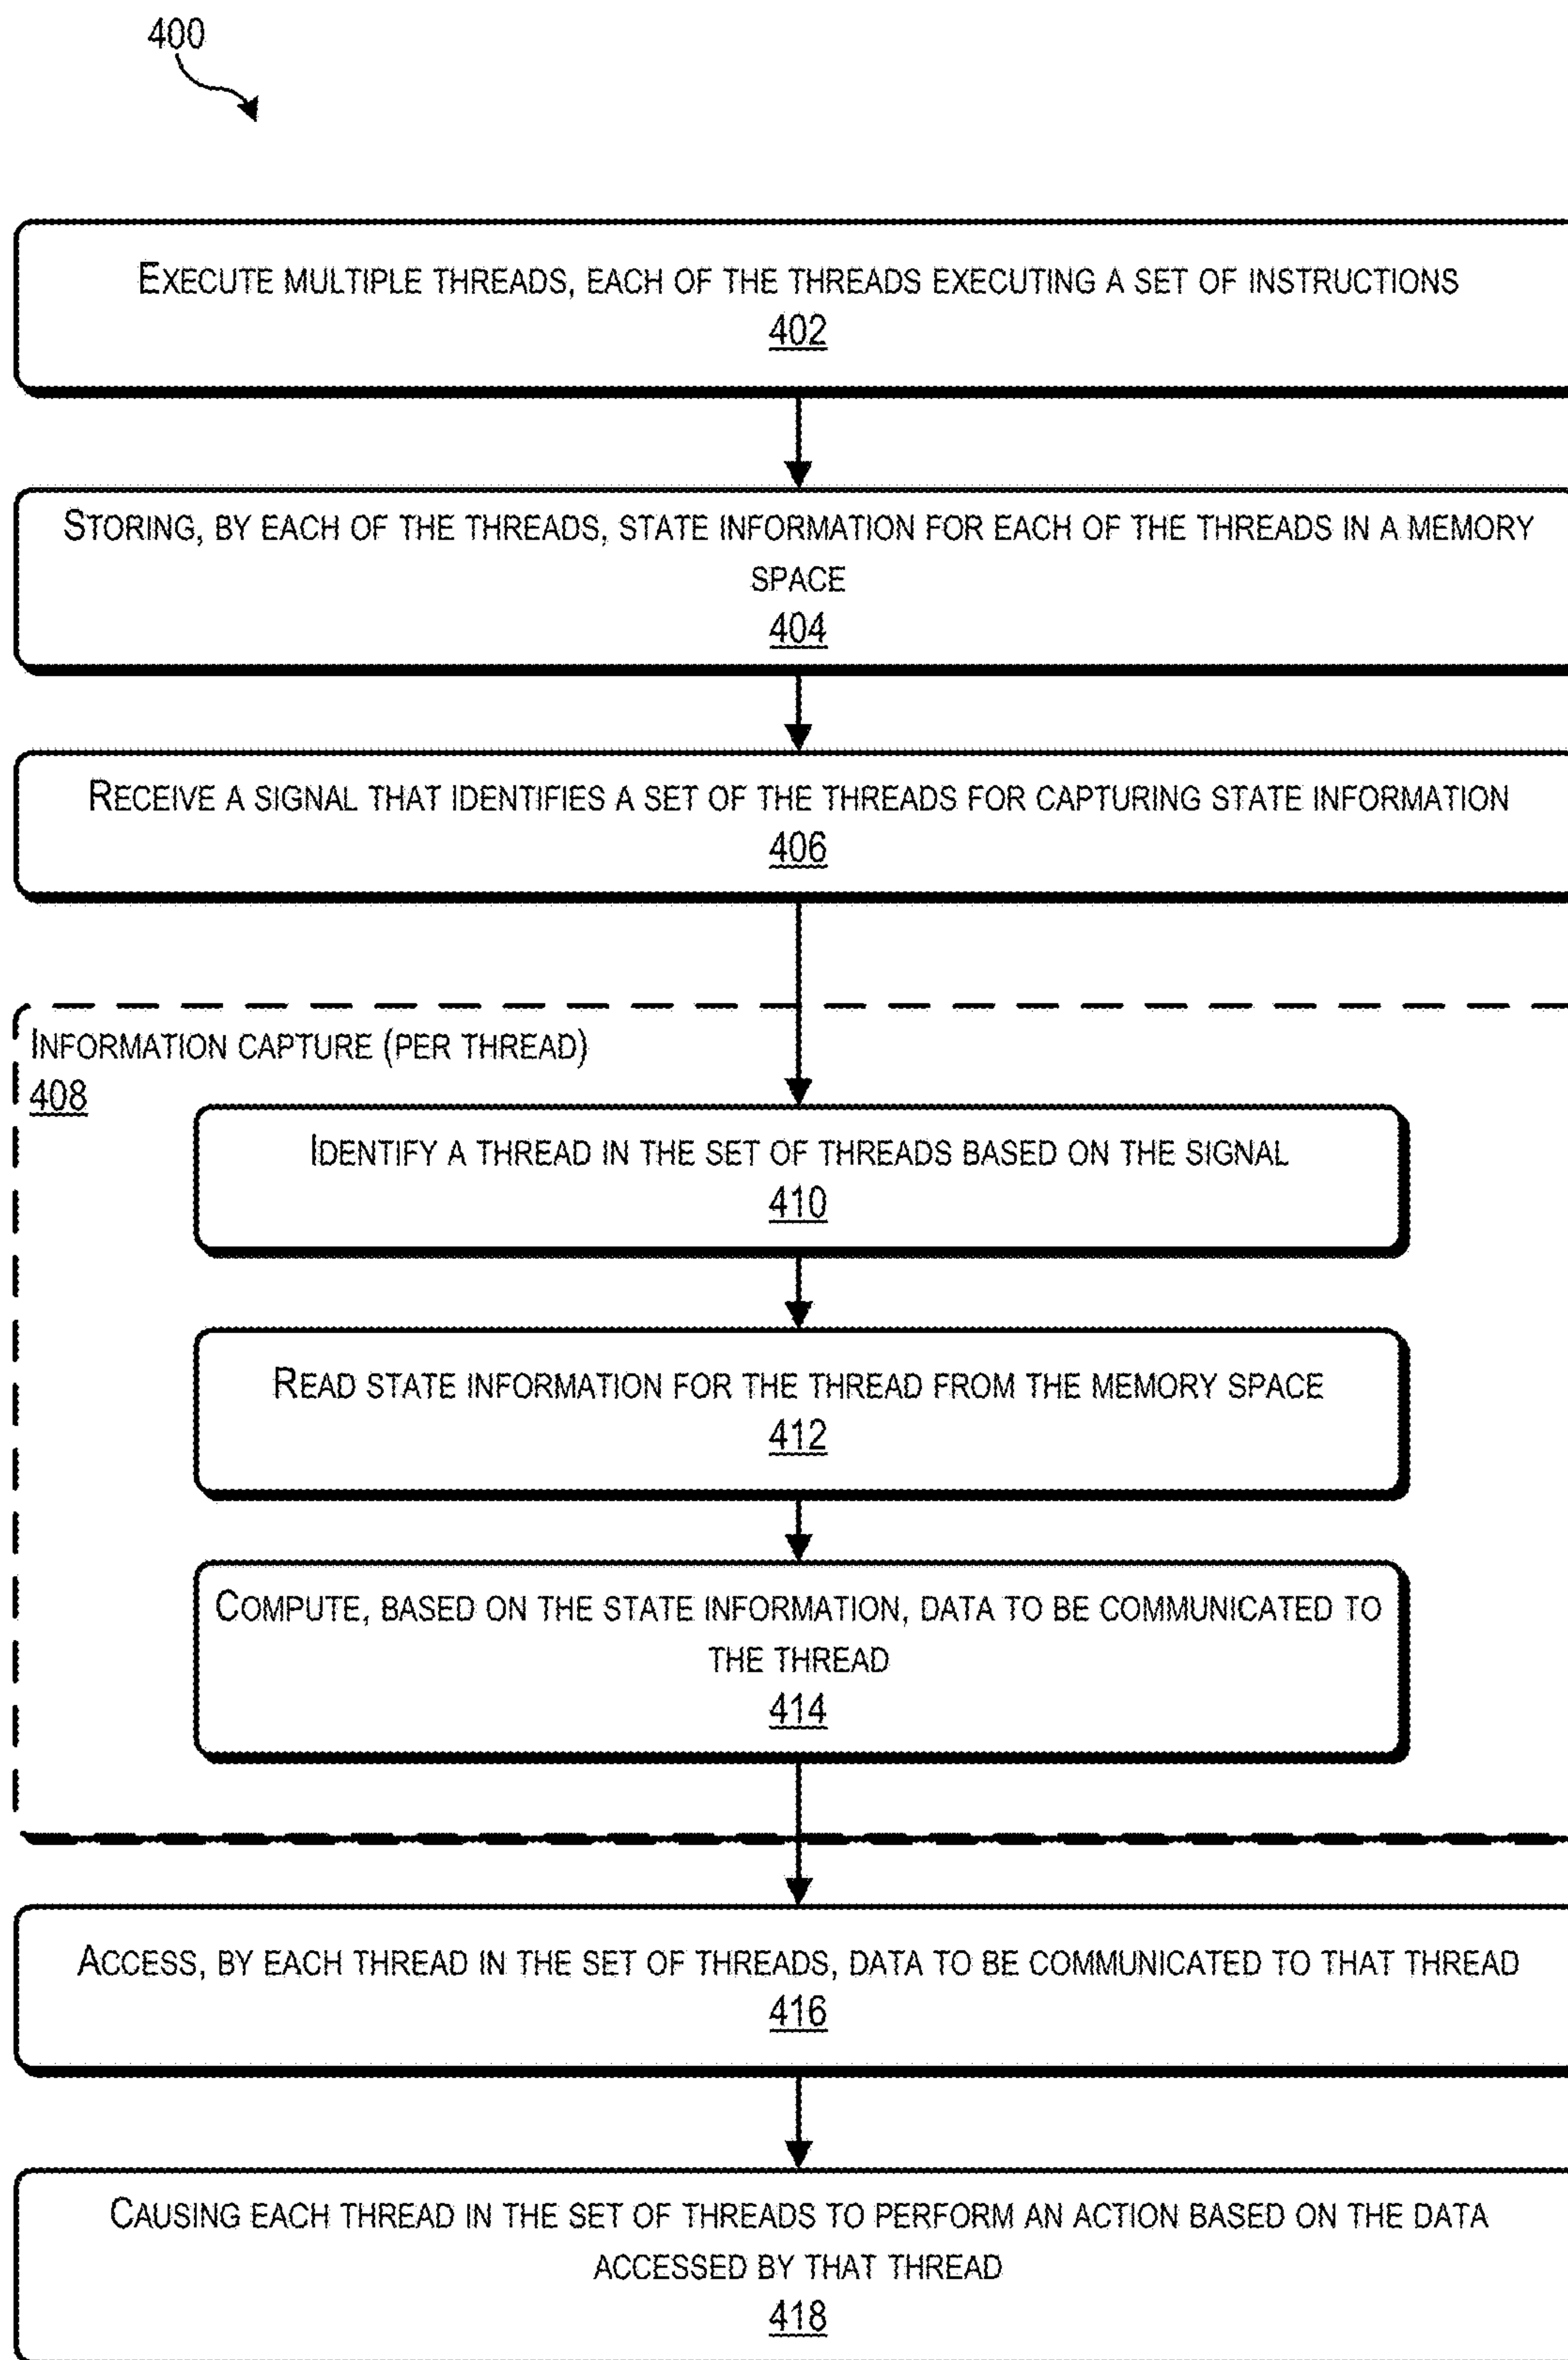 400
EXECUTE MULTIPLE THREADS, EACH OF THE THREADS EXECUTING A SET OF INSTRUCTIONS
402
STORING, BY EACH OF THE THREADS, STATE INFORMATION FOR EACH OF THE THREADS IN A MEMORY
SPACE
404
RECEIVE A SIGNAL THAT IDENTIFIES A SET OF THE THREADS FOR CAPTURING STATE INFORMATION
406
INFORMATION CAPTURE (PER THREAD)
408
IDENTIFY A THREAD IN THE SET OF THREADS BASED ON THE SIGNAL
410
READ STATE INFORMATION FOR THE THREAD FROM THE MEMORY SPACE
412
COMPUTE, BASED ON THE STATE INFORMATION, DATA TO BE COMMUNICATED TO
THE THREAD
414
ACCESS, BY EACH THREAD IN THE SET OF THREADS, DATA TO BE COMMUNICATED TO THAT THREAD
416
CAUSING EACH THREAD IN THE SET OF THREADS TO PERFORM AN ACTION BASED ON THE DATA
ACCESSED BY THAT THREAD
418